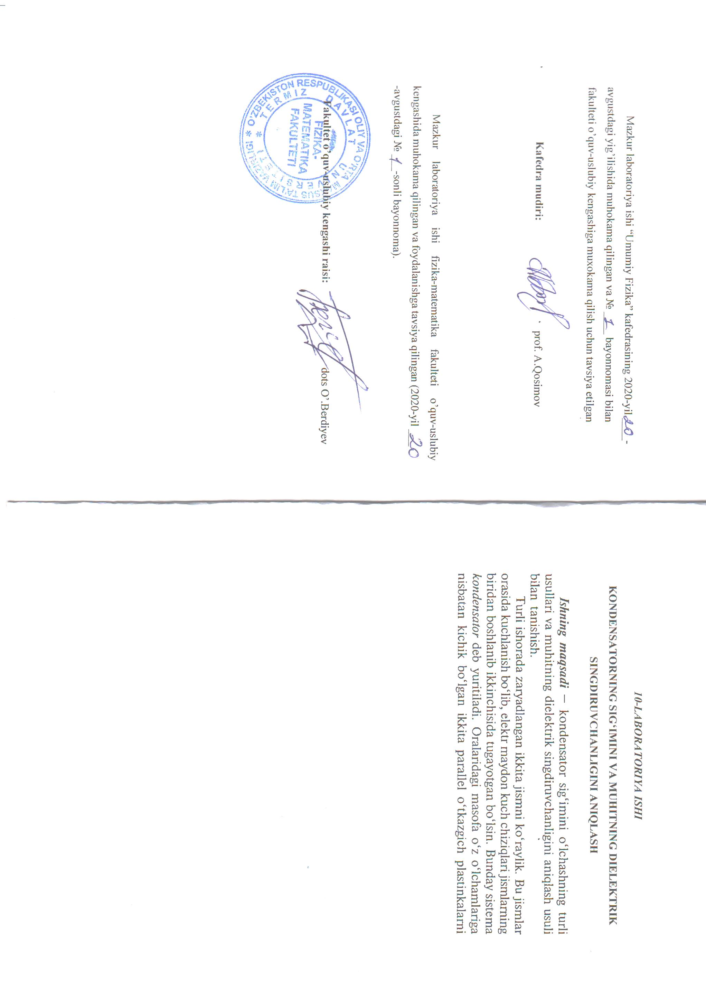 Mazkur laboratoriya ishi “Umumiy Fizika” kafedrasining 2020-yil 20 -
avgustdagi yig’ilishida muhokama qilingan va № 1 bayonnomasi bilan
fakulteti o’quv-uslubiy kengashiga muxokama qilish uchun tavsiya etilgan
Kafedra mudiri: prof. A.Qosimov
Mazkur laboratoriya ishi fizika-matematika fakulteti o’quv-uslubiy
kengashida muhokama qilingan va foydalanishga tavsiya qilingan (2020-yil 20
-avgustdagi № 1 -sonli bayonnoma).
Fakultet o’quv-uslubiy kengashi raisi: dots O’.Berdiyev
O'ZBEKISTON RESPUBLIKASI OLIY VA O'RTA MAXSUS TA'LIM VAZIRLIGI
TERMIZ DAVLAT UNIVERSITETI
FIZIKA-
MATEMATIKA
FAKULTETI
10-LABORATORIYA ISHI
KONDENSATORNING SIG‘IMINI VA MUHITNING DIELEKTRIK
SINGDIRUVCHANLIGINI ANIQLASH
Ishning maqsadi — kondensator sig‘imini o‘lchashning turli
usullari va muhitning dielektrik singdiruvchanligini aniqlash usuli
bilan tanishish.
Turli ishorada zaryadlangan ikkita jismni ko‘raylik. Bu jismlar
orasida kuchlanish bo‘lib, elektr maydon kuch chiziqlari jismlarning
biridan boshlanib ikkinchisida tugayotgan bo‘lsin. Bunday sistema
kondensator deb yuritiladi. Oralaridagi masofa o‘z o‘lchamlariga
nisbatan kichik bo‘lgan ikkita parallel o‘tkazgich plastinkalarni